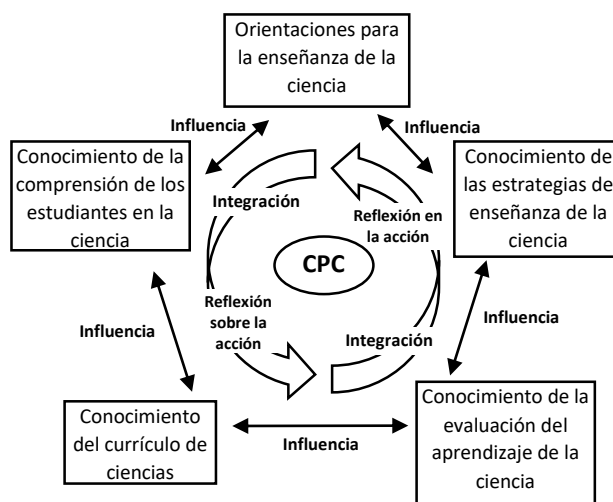 Orientaciones para
la enseñanza de la
ciencia
Influencia
Influencia
Conocimiento de la
comprensión de los
estudiantes en la
ciencia
Conocimiento de
las estrategias de
enseñanza de la
ciencia
Integración
Reflexión en
la acción
CPC
Reflexión
sobre la
acción
Integración
Influencia
Influencia
Conocimiento
del currículo de
ciencias
Influencia
Conocimiento de la
evaluación del
aprendizaje de la
ciencia